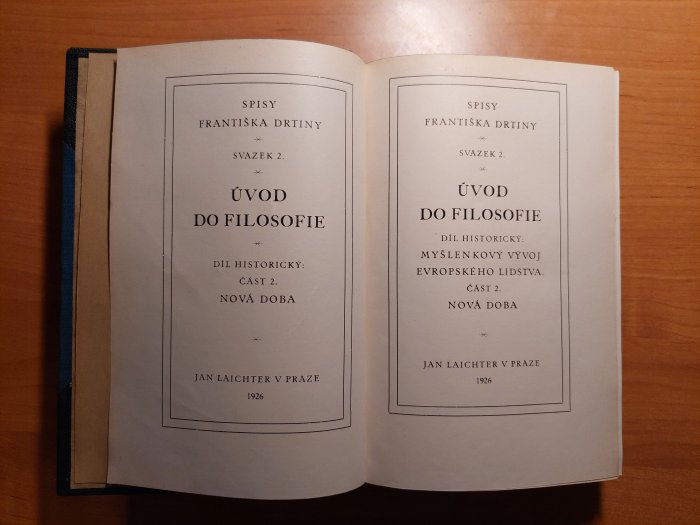 SPISY
FRANTIŠKA DRTINY
SVAZEK 2.
ÚVOD
DO FILOSOFIE
DÍL HISTORICKÝ:
ČÁST 2.
NOVÁ DOBA
JAN LAICHTER V PRAZE
1926
SPISY
FRANTIŠKA DRTINY
SVAZEK 2.
ÚVOD
DO FILOSOFIE
DÍL HISTORICKÝ:
MYŠLENKOVÝ VÝVOJ
EVROPSKÉHO LIDSTVA.
ČÁST 2.
NOVÁ DOBA
JAN LAICHTER V PRAZE
1926